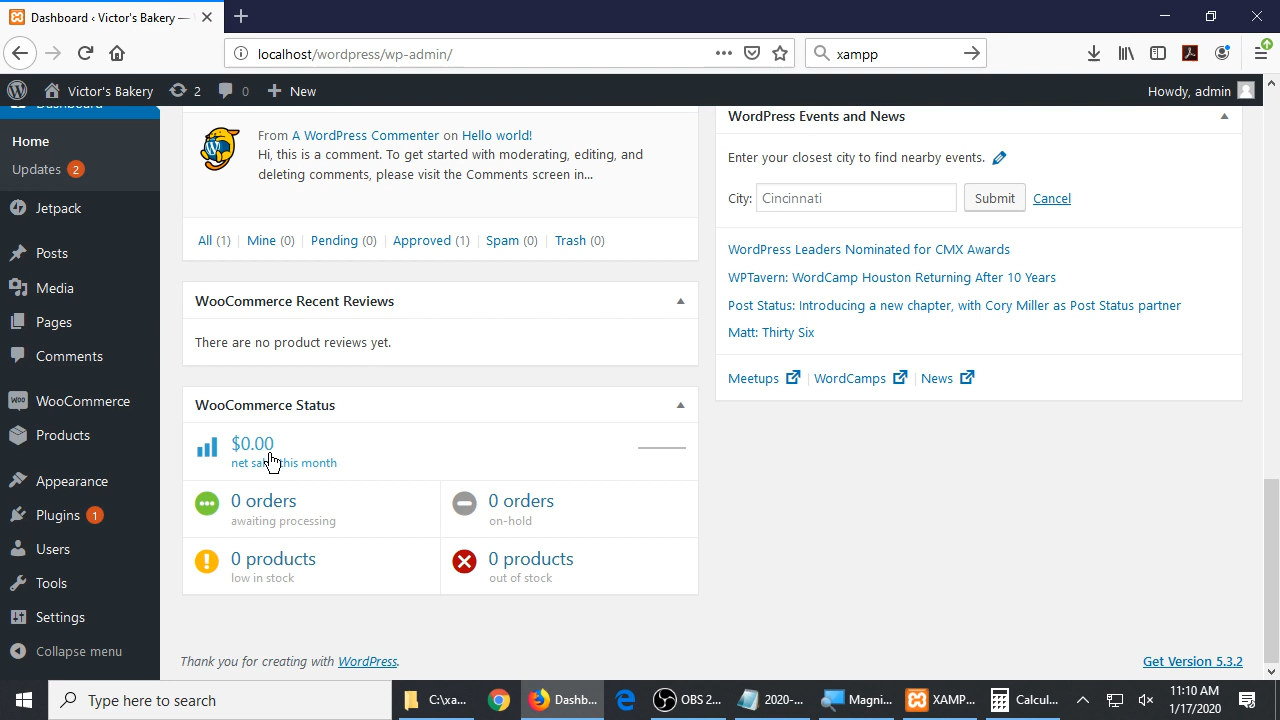 Dashboard ‹ Victor's Bakery —
localhost/wordpress/wp-admin/
xampp
Victor's Bakery
2
0
New
Howdy, admin
Dashboard
Home
Updates 2
Jetpack
Posts
Media
Pages
Comments
WooCommerce
Products
Appearance
Plugins 1
Users
Tools
Settings
Collapse menu
From A WordPress Commenter on Hello world!
Hi, this is a comment. To get started with moderating, editing, and
deleting comments, please visit the Comments screen in...
All (1) | Mine (0) | Pending (0) | Approved (1) | Spam (0) | Trash (0)
WooCommerce Recent Reviews
There are no product reviews yet.
WooCommerce Status
$0.00
net sales this month
0 orders
awaiting processing
0 orders
on-hold
0 products
low in stock
0 products
out of stock
WordPress Events and News
Enter your closest city to find nearby events.
City: Cincinnati Submit Cancel
WordPress Leaders Nominated for CMX Awards
WPTavern: WordCamp Houston Returning After 10 Years
Post Status: Introducing a new chapter, with Cory Miller as Post Status partner
Matt: Thirty Six
Meetups | WordCamps | News
Thank you for creating with WordPress.
Get Version 5.3.2
Type here to search
C:\xa...
Dashb...
OBS 2...
2020-...
Magni...
XAMP...
Calcul...
11:10 AM
1/17/2020